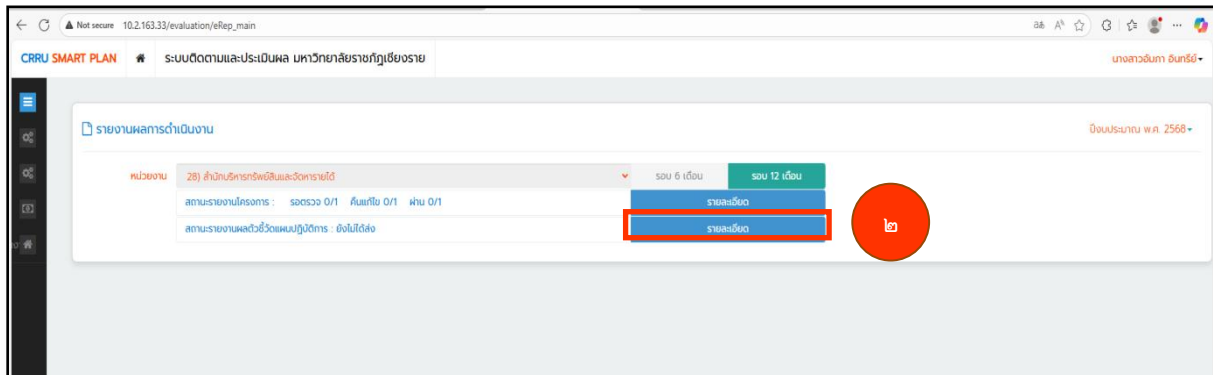 Not secure 10.2.163.33/evaluation/eRep_main
CRRU SMART PLAN ระบบติดตามและประเมินผล มหาวิทยาลัยราชภัฏเชียงราย นางสาวอัมภา อินทรีย์
รายงานผลการดำเนินงาน ปีงบประมาณ พ.ศ. 2568
หน่วยงาน 28) สำนักบริหารทรัพย์สินและจัดหารายได้ รอบ 6 เดือน รอบ 12 เดือน
สถานะรายงานโครงการ : รอตรวจ 0/1 คืนแก้ไข 0/1 ผ่าน 0/1 รายละเอียด
สถานะรายงานผลตัวชี้วัดแผนปฏิบัติการ : ยังไม่ได้ส่ง รายละเอียด
๒